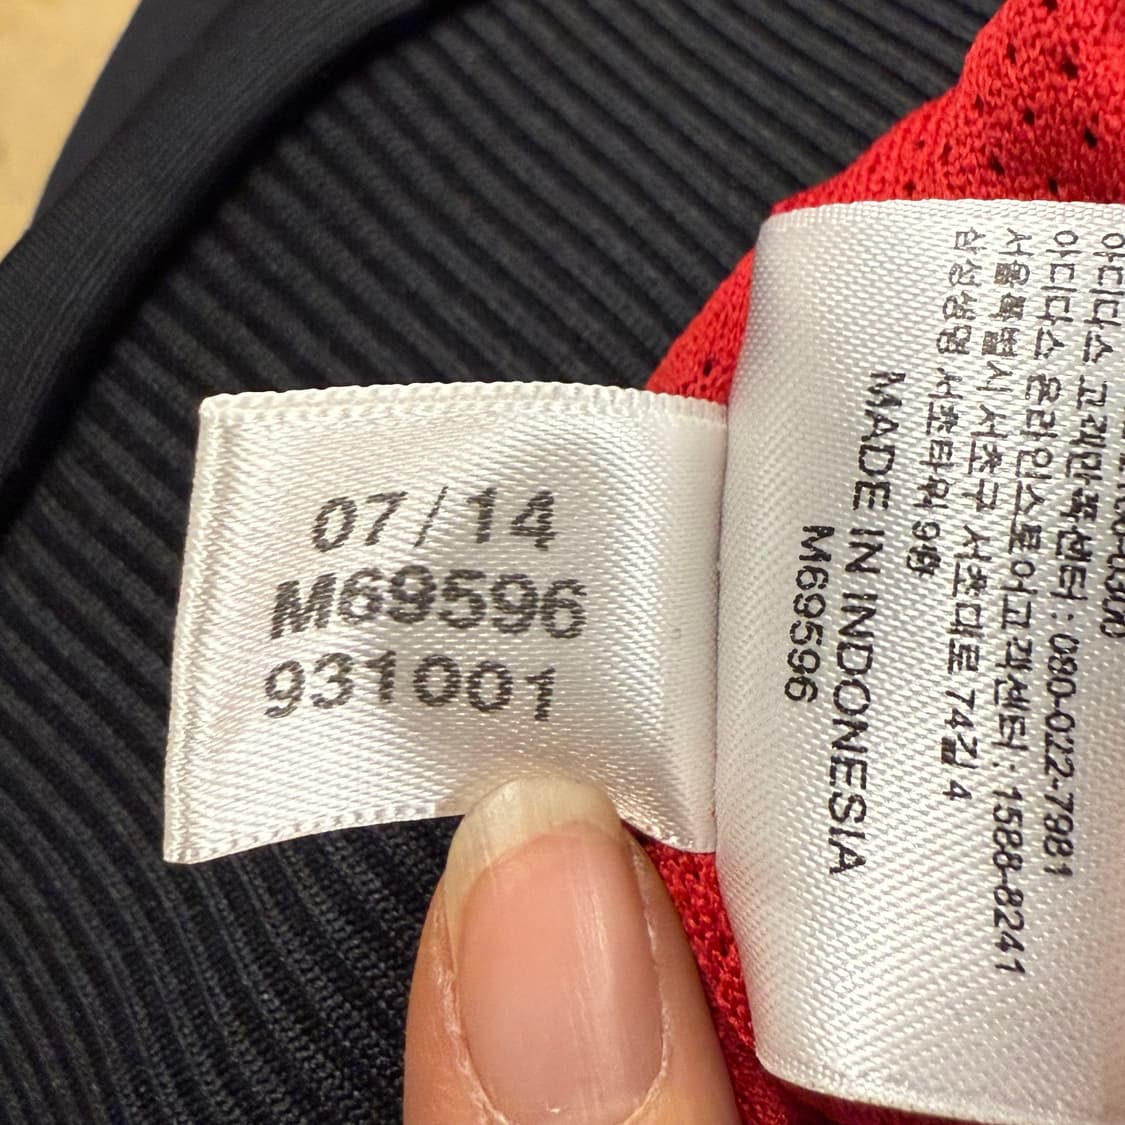 07/14
M69596
931001
아디다스 고객만족센터: 080-022-7981
아디다스 온라인스토어고객센터: 1588-8241
서울특별시 서초구 서초대로 74길 4
삼성생명 서초타워 9층
MADE IN INDONESIA
M69596